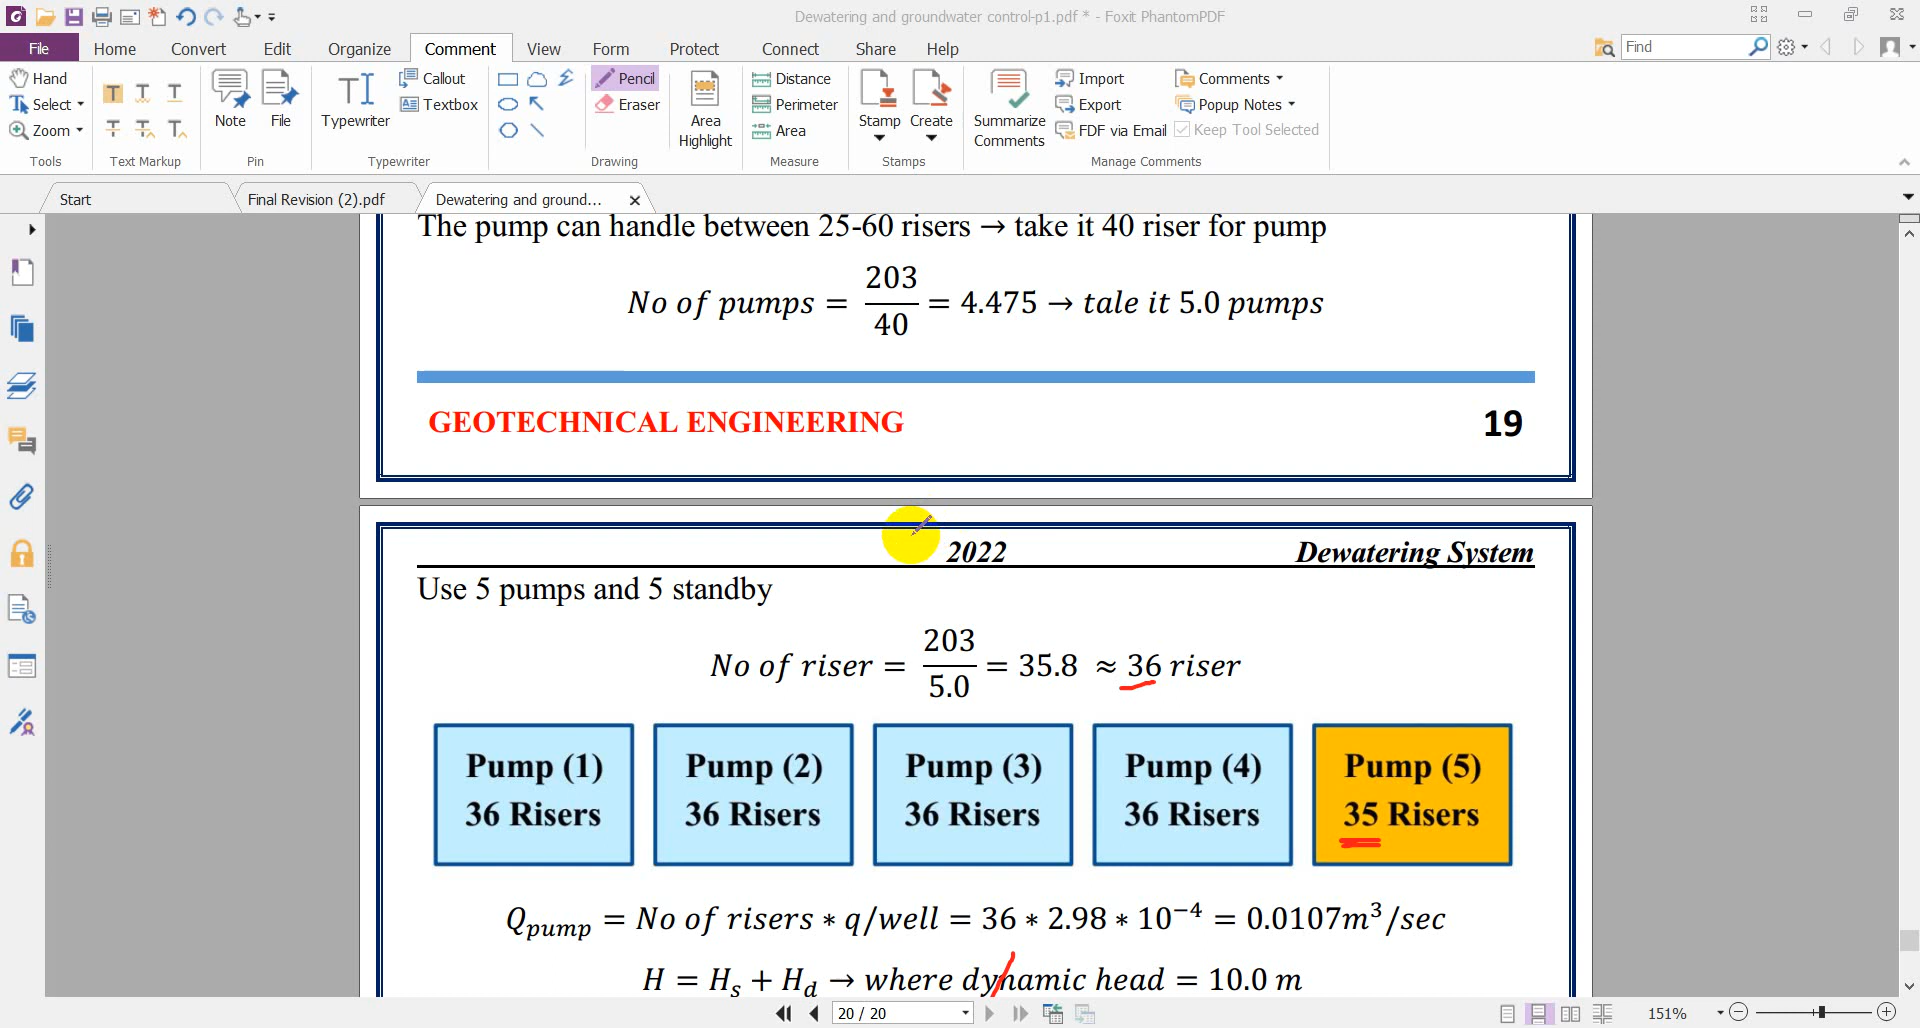 Dewatering and groundwater control-p1.pdf * - Foxit PhantomPDF
File Home Convert Edit Organize Comment View Form Protect Connect Share Help Find
Hand
Select
Zoom
Tools
Text Markup
Note File
Pin
Typewriter
Callout
Textbox
Typewriter
Pencil
Eraser
Drawing
Area Highlight
Distance
Perimeter
Area
Measure
Stamp Create
Stamps
Summarize Comments
Import
Export
FDF via Email
Comments
Popup Notes
Keep Tool Selected
Manage Comments
Start Final Revision (2).pdf Dewatering and ground...
The pump can handle between 25-60 risers → take it 40 riser for pump
No of pumps = 203/40 = 4.475 → tale it 5.0 pumps
GEOTECHNICAL ENGINEERING 19
2022 Dewatering System
Use 5 pumps and 5 standby
No of riser = 203/5.0 = 35.8 ≈ 36 riser
Pump (1) Pump (2) Pump (3) Pump (4) Pump (5)
36 Risers 36 Risers 36 Risers 36 Risers 35 Risers
Q_pump = No of risers * q/well = 36 * 2.98 * 10⁻⁴ = 0.0107m³/sec
H = H_s + H_d → where dynamic head = 10.0 m
20 / 20 151%